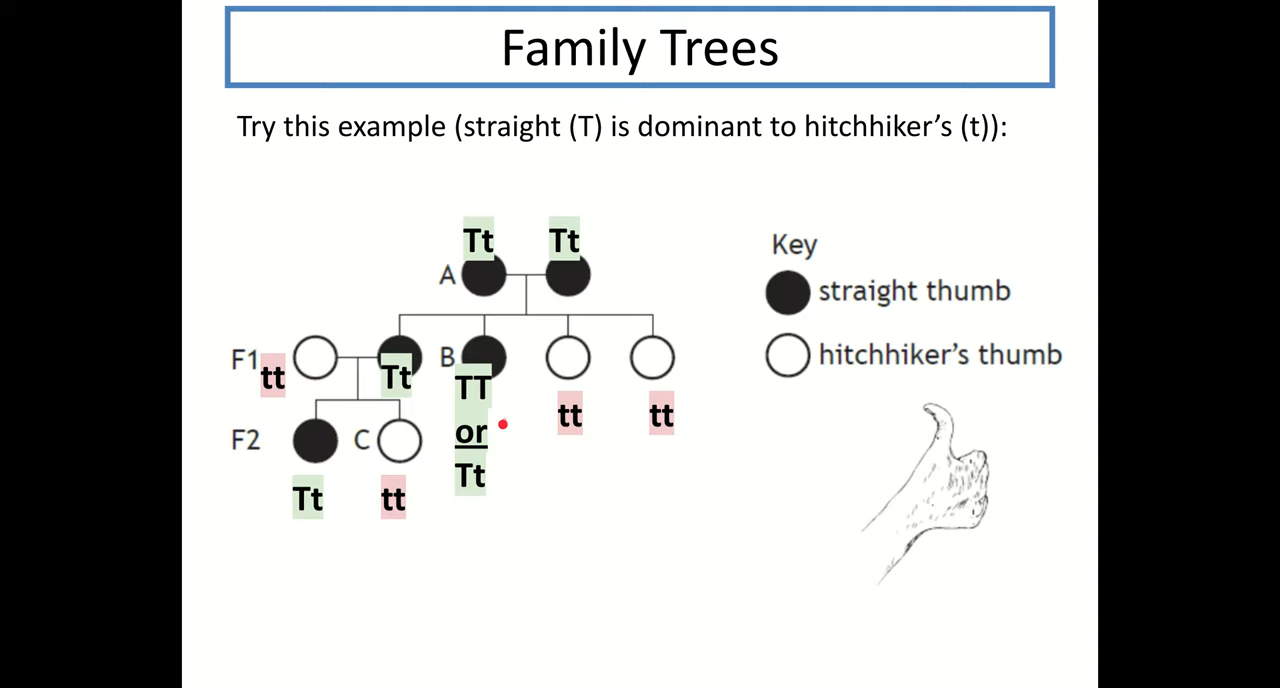 Family Trees
Try this example (straight (T) is dominant to hitchhiker’s (t)):
Tt Tt
A
Key
straight thumb
F1 B
hitchhiker’s thumb
tt Tt TT
or
Tt
tt tt
F2 C
Tt tt